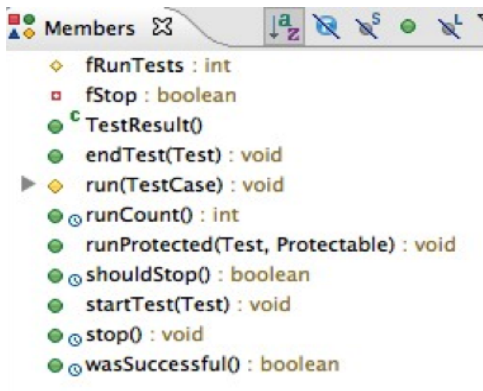 Members
a z S L
fRunTests : int
fStop : boolean
C TestResult()
endTest(Test) : void
run(TestCase) : void
runCount() : int
runProtected(Test, Protectable) : void
shouldStop() : boolean
startTest(Test) : void
stop() : void
wasSuccessful() : boolean